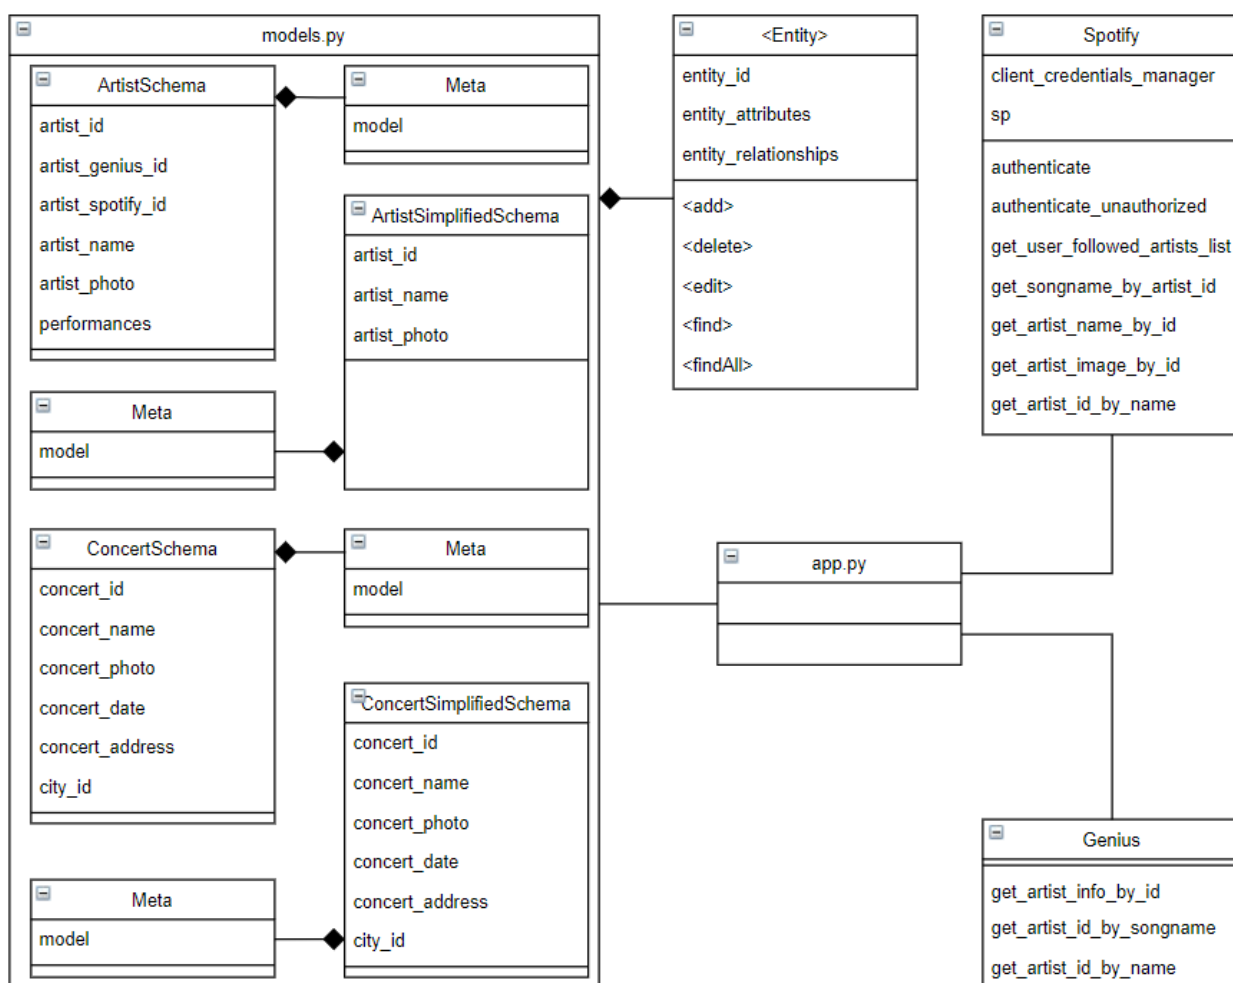 models.py
ArtistSchema
artist_id
artist_genius_id
artist_spotify_id
artist_name
artist_photo
performances
Meta
model
ArtistSimplifiedSchema
artist_id
artist_name
artist_photo
Meta
model
ConcertSchema
concert_id
concert_name
concert_photo
concert_date
concert_address
city_id
Meta
model
ConcertSimplifiedSchema
concert_id
concert_name
concert_photo
concert_date
concert_address
city_id
Meta
model
<Entity>
entity_id
entity_attributes
entity_relationships
<add>
<delete>
<edit>
<find>
<findAll>
app.py
Spotify
client_credentials_manager
sp
authenticate
authenticate_unauthorized
get_user_followed_artists_list
get_songname_by_artist_id
get_artist_name_by_id
get_artist_image_by_id
get_artist_id_by_name
Genius
get_artist_info_by_id
get_artist_id_by_songname
get_artist_id_by_name